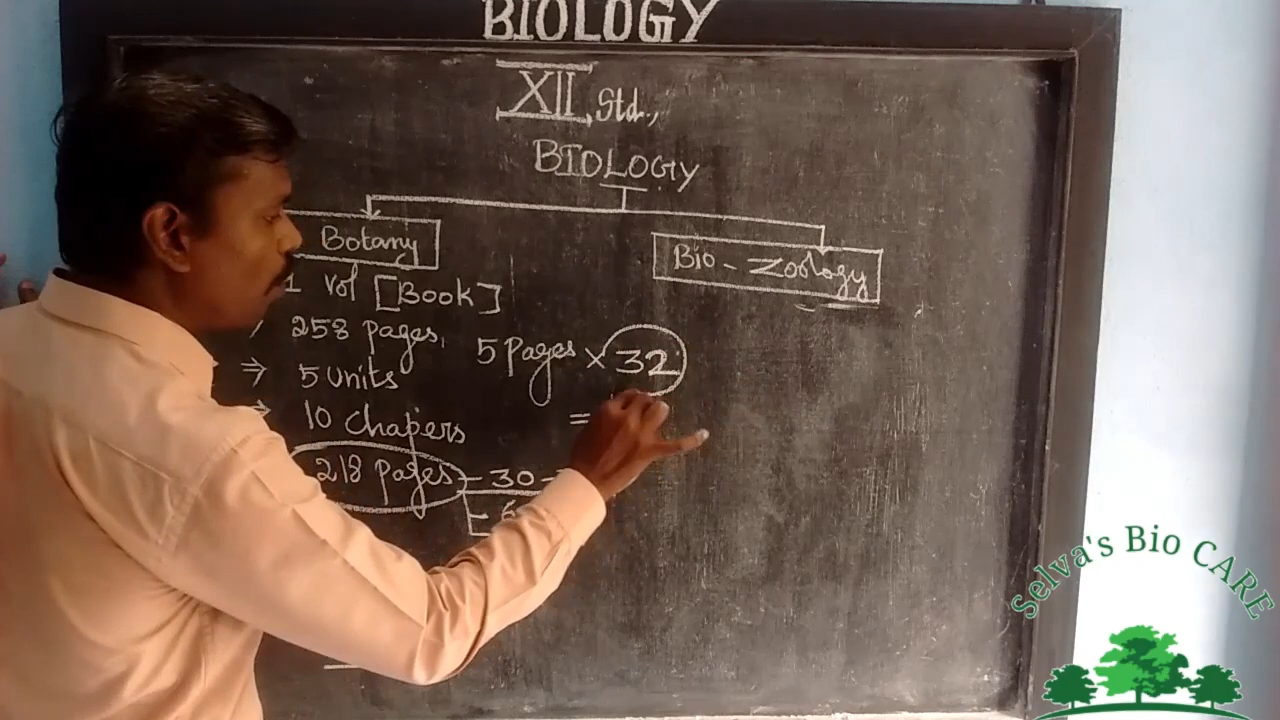 BIOLOGY
XII Std.,
BIOLOGY
Botany
Bio - Zoology
1 vol [Book]
258 pages,
5 Pages × 32
⇒ 5 Units
=
10 Chapers
218 Pages - 30 -
Selva's Bio CARE